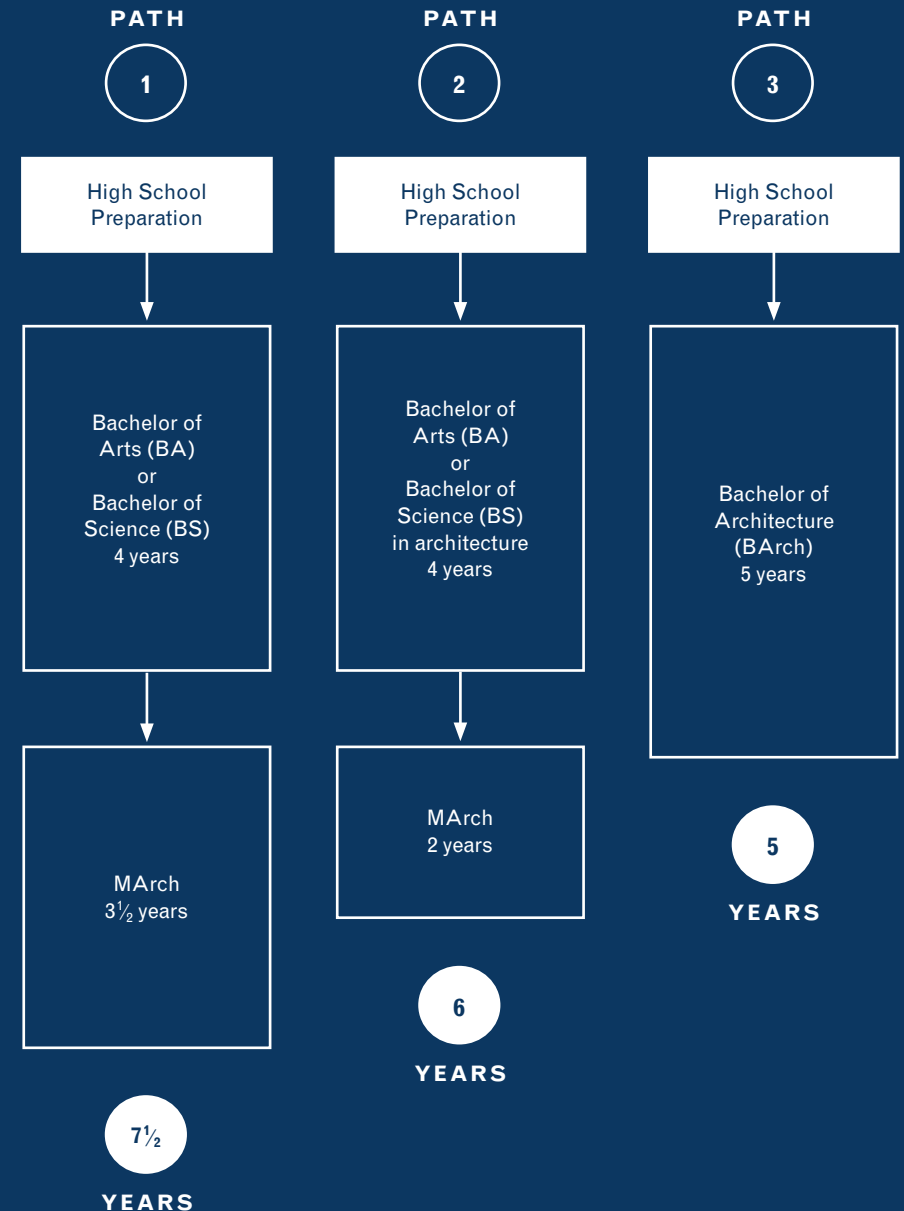 PATH
1
High School
Preparation
Bachelor of
Arts (BA)
or
Bachelor of
Science (BS)
4 years
MArch
3½ years
7½
YEARS
PATH
2
High School
Preparation
Bachelor of
Arts (BA)
or
Bachelor of
Science (BS)
in architecture
4 years
MArch
2 years
6
YEARS
PATH
3
High School
Preparation
Bachelor of
Architecture
(BArch)
5 years
5
YEARS